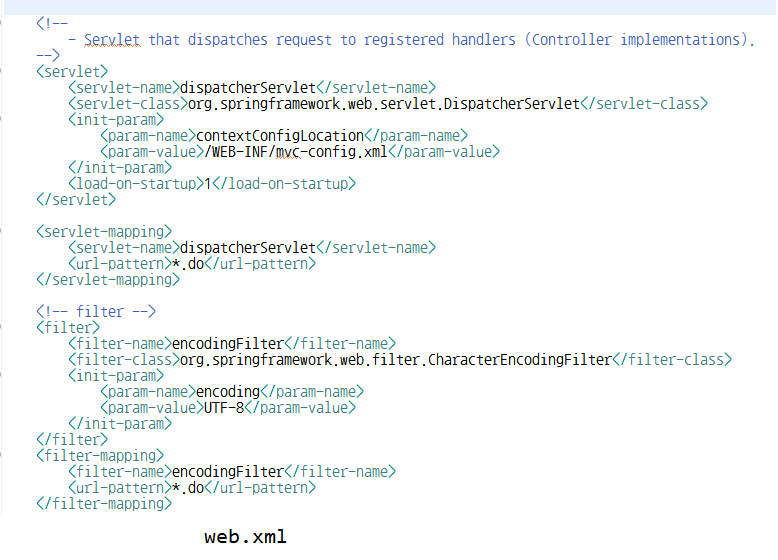 <!--
- Servlet that dispatches request to registered handlers (Controller implementations).
-->
<servlet>
<servlet-name>dispatcherServlet</servlet-name>
<servlet-class>org.springframework.web.servlet.DispatcherServlet</servlet-class>
<init-param>
<param-name>contextConfigLocation</param-name>
<param-value>/WEB-INF/mvc-config.xml</param-value>
</init-param>
<load-on-startup>1</load-on-startup>
</servlet>
<servlet-mapping>
<servlet-name>dispatcherServlet</servlet-name>
<url-pattern>*.do</url-pattern>
</servlet-mapping>
<!-- filter -->
<filter>
<filter-name>encodingFilter</filter-name>
<filter-class>org.springframework.web.filter.CharacterEncodingFilter</filter-class>
<init-param>
<param-name>encoding</param-name>
<param-value>UTF-8</param-value>
</init-param>
</filter>
<filter-mapping>
<filter-name>encodingFilter</filter-name>
<url-pattern>*.do</url-pattern>
</filter-mapping>
web.xml